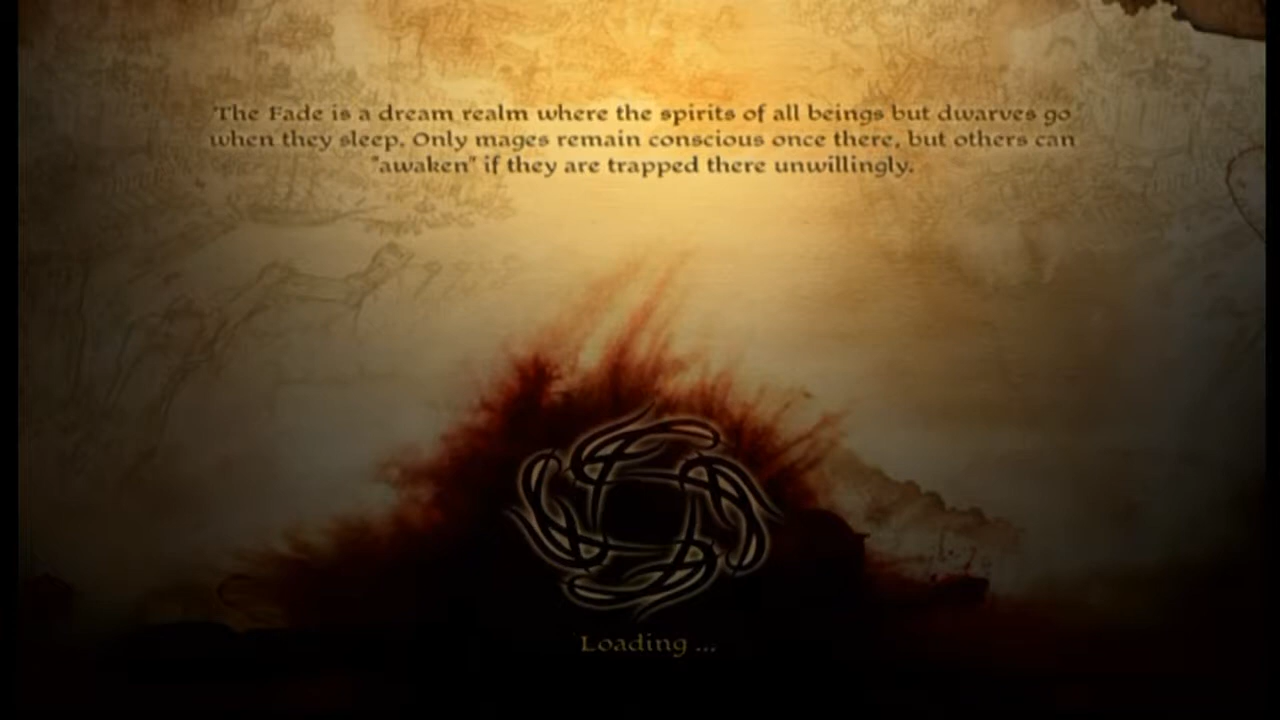 The Fade is a dream realm where the spirits of all beings but dwarves go
when they sleep. Only mages remain conscious once there, but others can
"awaken" if they are trapped there unwillingly.
Loading ...